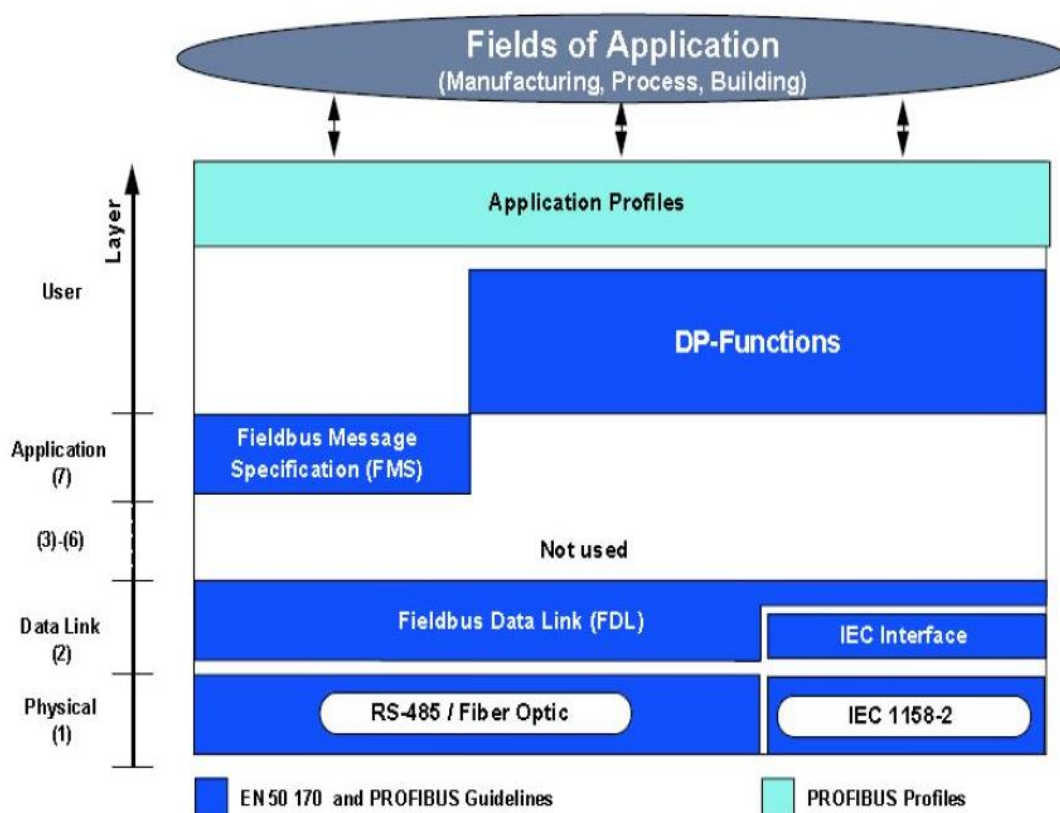 Fields of Application
(Manufacturing, Process, Building)
Layer
Application Profiles
User
DP-Functions
Application
(7)
Fieldbus Message
Specification (FMS)
(3)-(6)
Not used
Data Link
(2)
Fieldbus Data Link (FDL)
IEC Interface
Physical
(1)
RS-485 / Fiber Optic
IEC 1158-2
EN 50 170 and PROFIBUS Guidelines
PROFIBUS Profiles